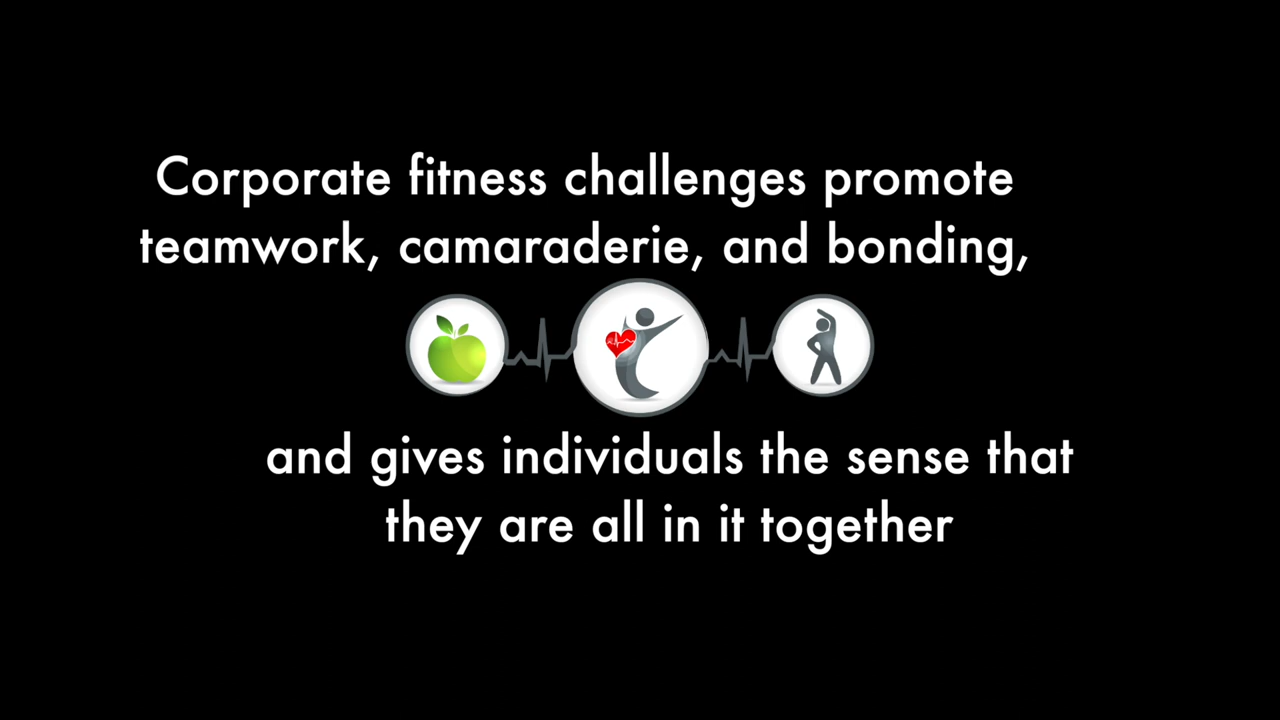 Corporate fitness challenges promote
teamwork, camaraderie, and bonding,
and gives individuals the sense that
they are all in it together